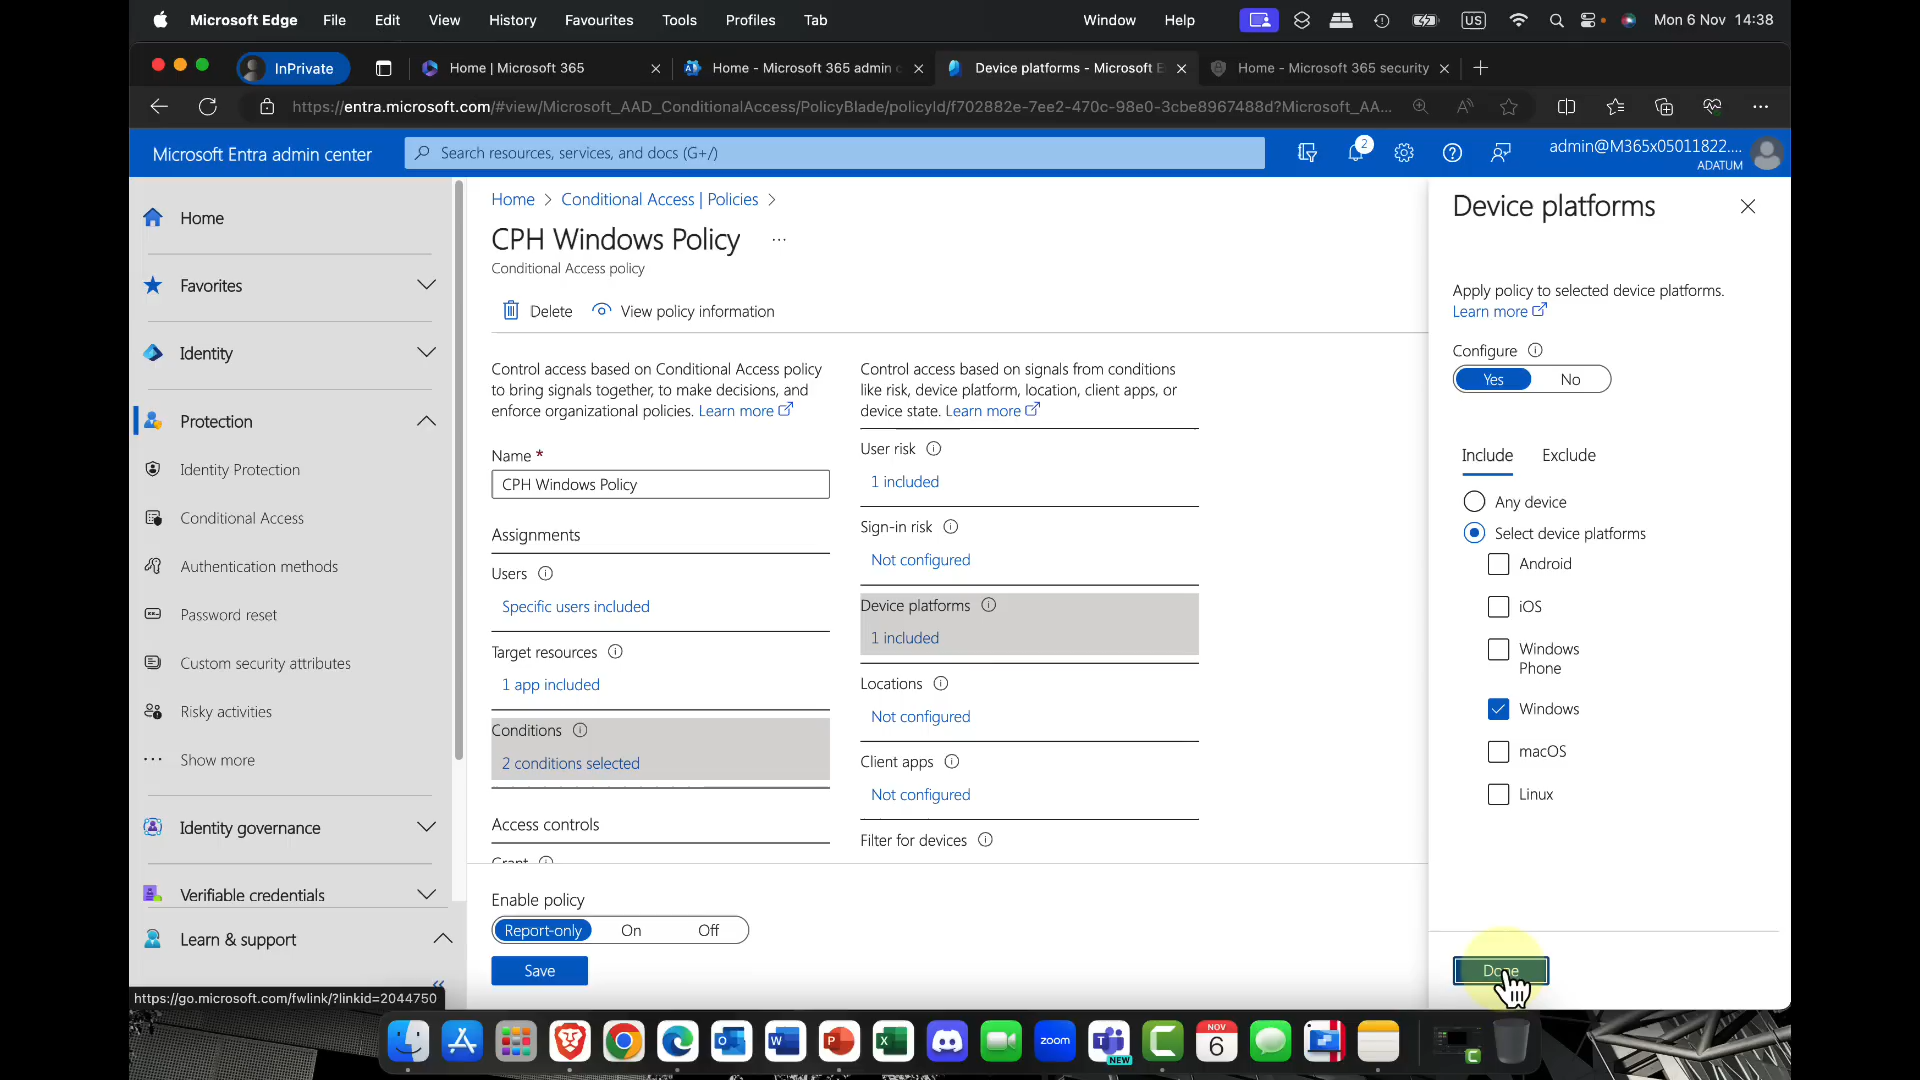 Microsoft Edge File Edit View History Favourites Tools Profiles Tab Window Help US Mon 6 Nov 14:38
InPrivate Home | Microsoft 365 Home - Microsoft 365 admin Device platforms - Microsoft E Home - Microsoft 365 security
https://entra.microsoft.com/#view/Microsoft_AAD_ConditionalAccess/PolicyBlade/policyId/f702882e-7ee2-470c-98e0-3cbe8967488d?Microsoft_AA...
Microsoft Entra admin center
Search resources, services, and docs (G+/)
2
admin@M365x05011822....
ADATUM
Home
Favorites
Identity
Protection
Identity Protection
Conditional Access
Authentication methods
Password reset
Custom security attributes
Risky activities
Show more
Identity governance
Verifiable credentials
Learn & support
https://go.microsoft.com/fwlink/?linkid=2044750
Home > Conditional Access | Policies >
CPH Windows Policy ...
Conditional Access policy
Delete View policy information
Control access based on Conditional Access policy
to bring signals together, to make decisions, and
enforce organizational policies. Learn more
Name *
CPH Windows Policy
Assignments
Users
Specific users included
Target resources
1 app included
Conditions
2 conditions selected
Access controls
Grant
Control access based on signals from conditions
like risk, device platform, location, client apps, or
device state. Learn more
User risk
1 included
Sign-in risk
Not configured
Device platforms
1 included
Locations
Not configured
Client apps
Not configured
Filter for devices
Enable policy
Report-only On Off
Save
Device platforms
Apply policy to selected device platforms.
Learn more
Configure
Yes No
Include Exclude
Any device
Select device platforms
Android
iOS
Windows
Phone
Windows
macOS
Linux
Done
zoom
NEW
NOV
6